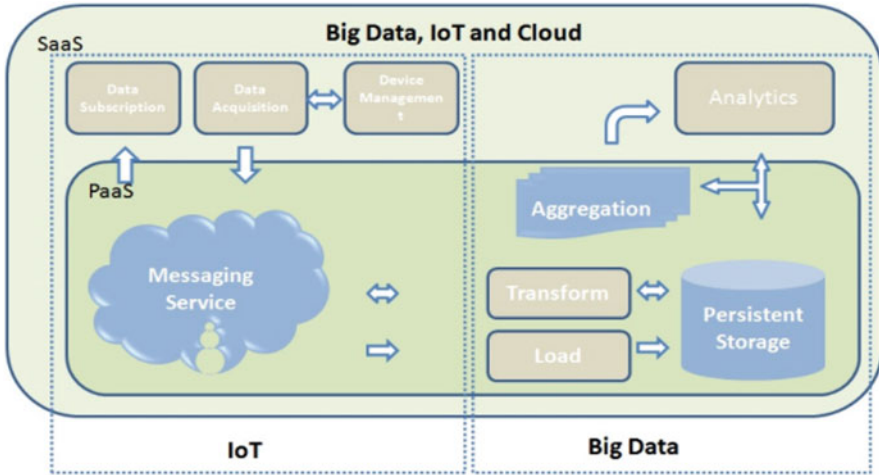 Big Data, IoT and Cloud
SaaS
Data
Subscription
Data
Acquisition
Device
Managemen
t
Analytics
PaaS
Aggregation
Messaging
Service
Transform
Load
Persistent
Storage
IoT
Big Data